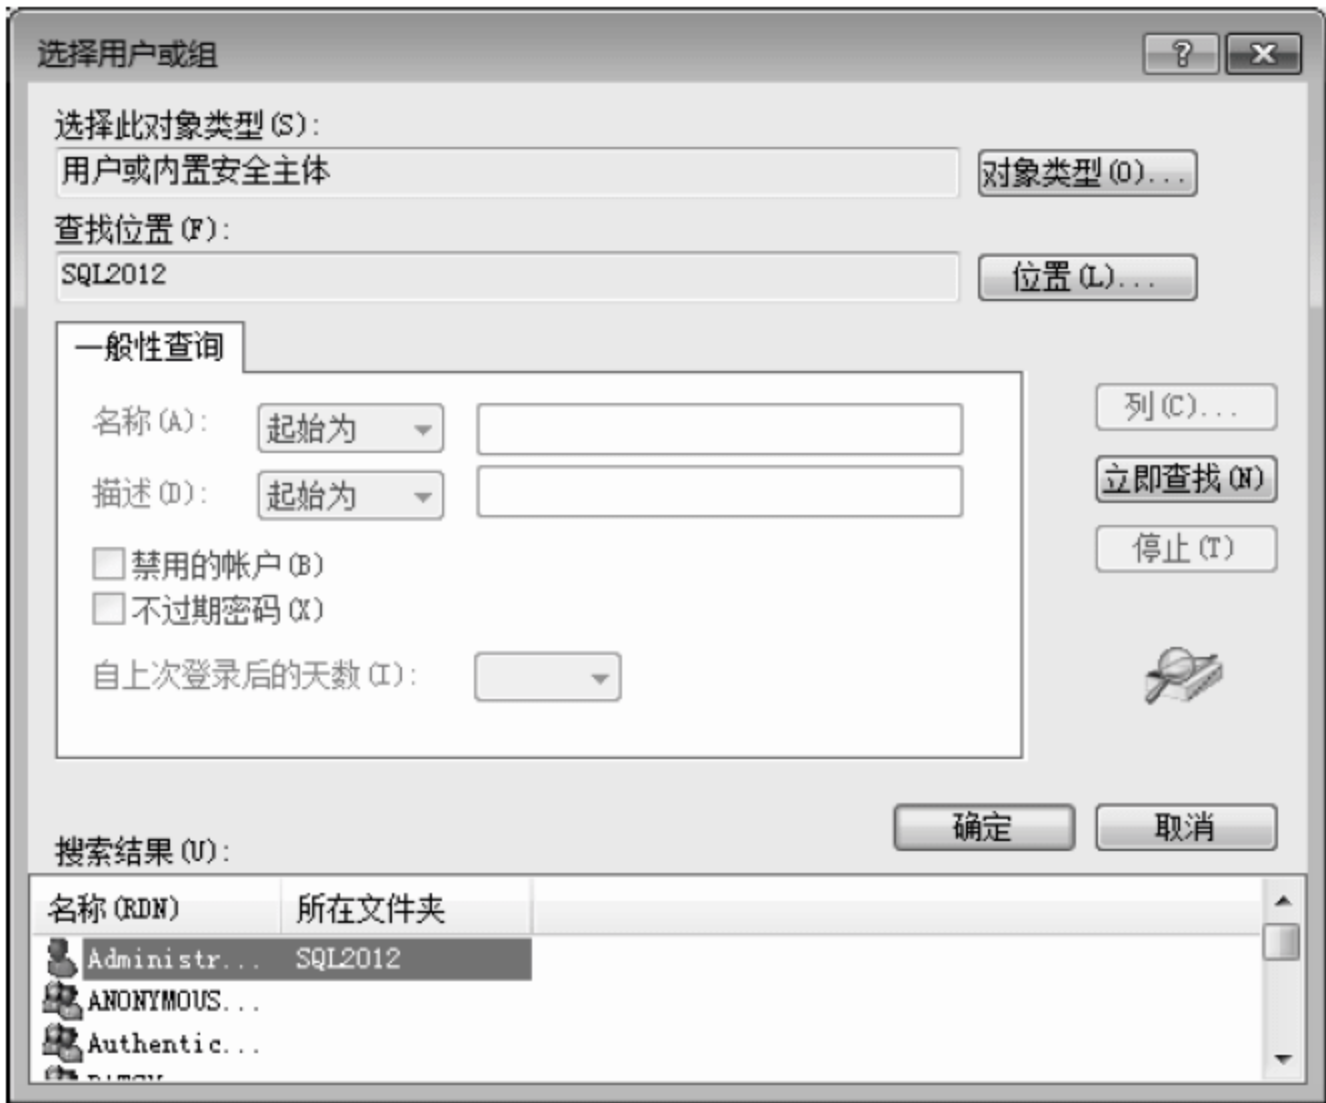 选择用户或组
选择此对象类型(S):
用户或内置安全主体
对象类型(O)...
查找位置(F):
SQL2012
位置(L)...
一般性查询
名称(A):
起始为
列(C)...
描述(D):
起始为
立即查找(N)
停止(T)
禁用的帐户(B)
不过期密码(X)
自上次登录后的天数(I):
确定
取消
搜索结果(U):
名称(RDN) 所在文件夹
Administr... SQL2012
ANONYMOUS...
Authentic...